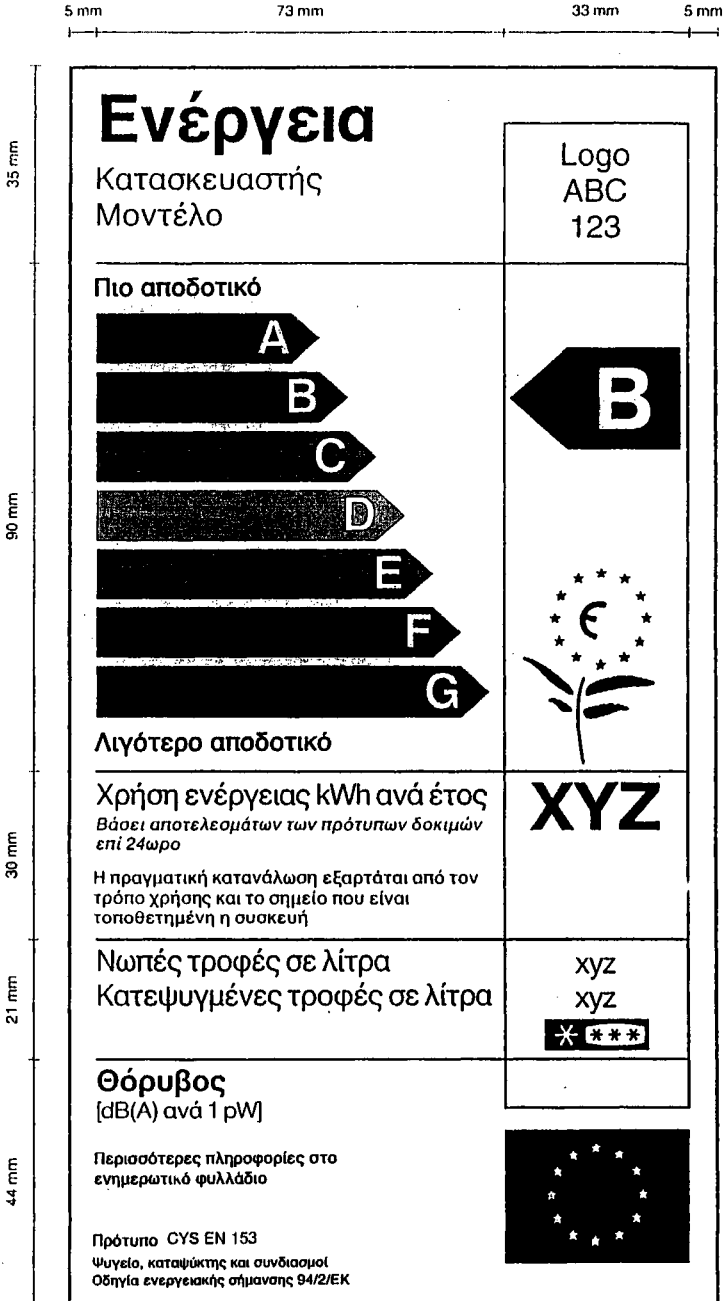 5 mm 73 mm 33 mm 5 mm
35 mm
Ενέργεια
Κατασκευαστής
Μοντέλο
Logo
ABC
123
90 mm
Πιο αποδοτικό
A
B
C
D
E
F
G
B
Λιγότερο αποδοτικό
30 mm
Χρήση ενέργειας kWh ανά έτος
Βάσει αποτελεσμάτων των πρότυπων δοκιμών
επί 24ωρο
XYZ
Η πραγματική κατανάλωση εξαρτάται από τον
τρόπο χρήσης και το σημείο που είναι
τοποθετημένη η συσκευή
21 mm
Νωπές τροφές σε λίτρα xyz
Κατεψυγμένες τροφές σε λίτρα xyz
44 mm
Θόρυβος
[dB(A) ανά 1 pW]
Περισσότερες πληροφορίες στο
ενημερωτικό φυλλάδιο
Πρότυπο CYS EN 153
Ψυγείο, καταψύκτης και συνδιασμοί
Οδηγία ενεργειακής σήμανσης 94/2/ΕΚ